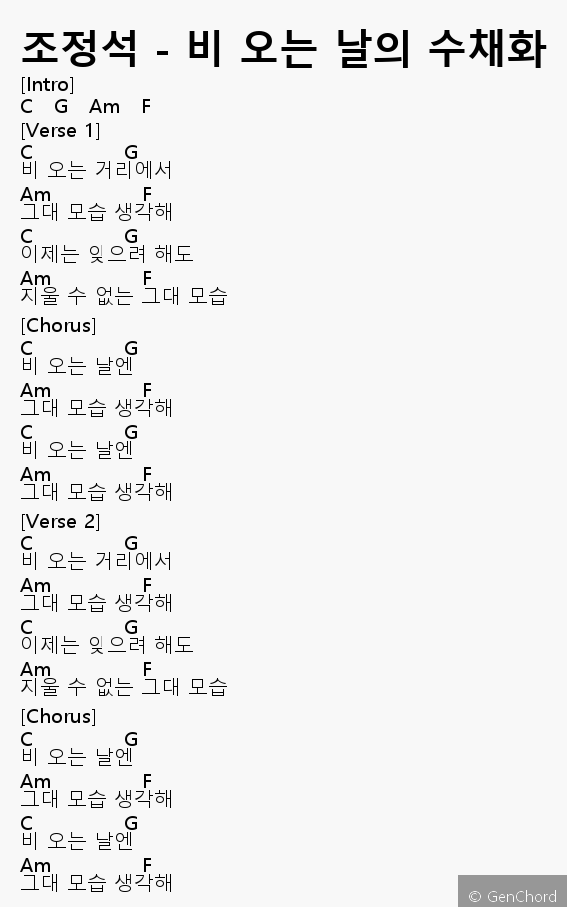 조정석 - 비 오는 날의 수채화
[Intro]
C G Am F
[Verse 1]
C G
비 오는 거리에서
Am F
그대 모습 생각해
C G
이제는 잊으려 해도
Am F
지울 수 없는 그대 모습
[Chorus]
C G
비 오는 날엔
Am F
그대 모습 생각해
C G
비 오는 날엔
Am F
그대 모습 생각해
[Verse 2]
C G
비 오는 거리에서
Am F
그대 모습 생각해
C G
이제는 잊으려 해도
Am F
지울 수 없는 그대 모습
[Chorus]
C G
비 오는 날엔
Am F
그대 모습 생각해
C G
비 오는 날엔
Am F
그대 모습 생각해
© GenChord